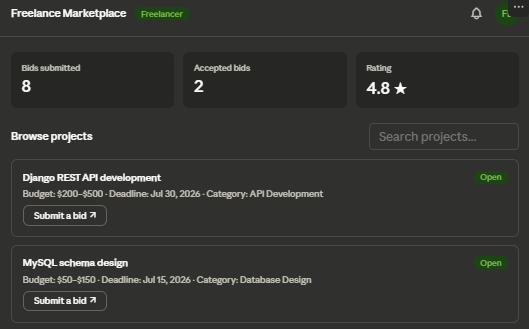 Freelance Marketplace Freelancer
Bids submitted
8
Accepted bids
2
Rating
4.8 ★
Browse projects
Search projects...
Django REST API development
Open
Budget: $200–$500 · Deadline: Jul 30, 2026 · Category: API Development
Submit a bid ↗
MySQL schema design
Open
Budget: $50–$150 · Deadline: Jul 15, 2026 · Category: Database Design
Submit a bid ↗